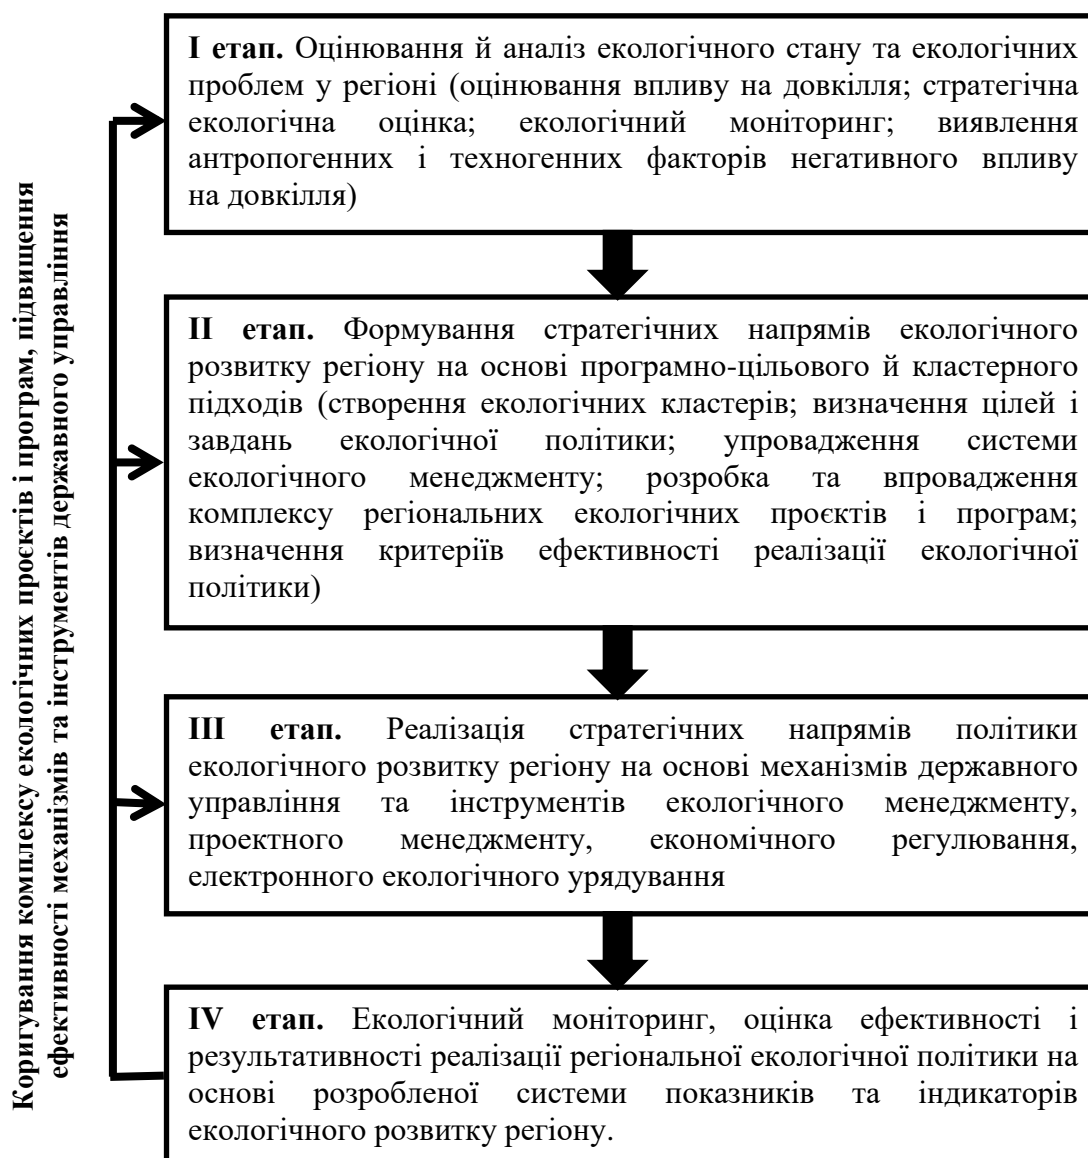 Коригування комплексу екологічних проєктів і програм, підвищення
ефективності механізмів та інструментів державного управління
І етап. Оцінювання й аналіз екологічного стану та екологічних
проблем у регіоні (оцінювання впливу на довкілля; стратегічна
екологічна оцінка; екологічний моніторинг; виявлення
антропогенних і техногенних факторів негативного впливу
на довкілля)
ІІ етап. Формування стратегічних напрямів екологічного
розвитку регіону на основі програмно-цільового й кластерного
підходів (створення екологічних кластерів; визначення цілей і
завдань екологічної політики; упровадження системи
екологічного менеджменту; розробка та впровадження
комплексу регіональних екологічних проєктів і програм;
визначення критеріїв ефективності реалізації екологічної
політики)
ІІІ етап. Реалізація стратегічних напрямів політики
екологічного розвитку регіону на основі механізмів державного
управління та інструментів екологічного менеджменту,
проектного менеджменту, економічного регулювання,
електронного екологічного урядування
IV етап. Екологічний моніторинг, оцінка ефективності і
результативності реалізації регіональної екологічної політики на
основі розробленої системи показників та індикаторів
екологічного розвитку регіону.